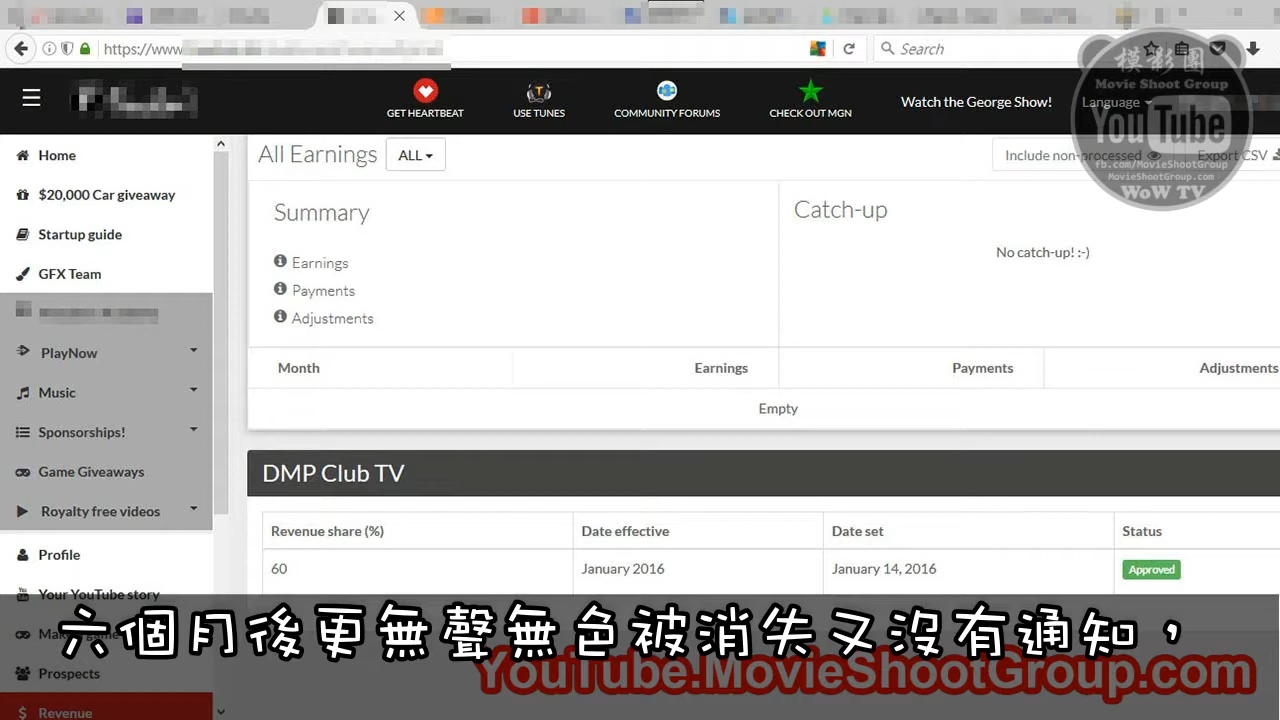 https://www.
Search
GET HEARTBEAT
USE TUNES
COMMUNITY FORUMS
CHECK OUT MGN
Watch the George Show!
Language
模影團
Movie Shoot Group
YouTube
fb.com/MovieShootGroup
MovieShootGroup.com
WoW TV
Home
$20,000 Car giveaway
Startup guide
GFX Team
PlayNow
Music
Sponsorships!
Game Giveaways
Royalty free videos
Profile
Your YouTube story
Prospects
Revenue
All Earnings
ALL
Include non-processed
Export CSV
Summary
Earnings
Payments
Adjustments
Catch-up
No catch-up! :-)
Month Earnings Payments Adjustments
Empty
DMP Club TV
Revenue share (%) Date effective Date set Status
60 January 2016 January 14, 2016 Approved
六個月後更無聲無色被消失又沒有通知，
YouTube.MovieShootGroup.com